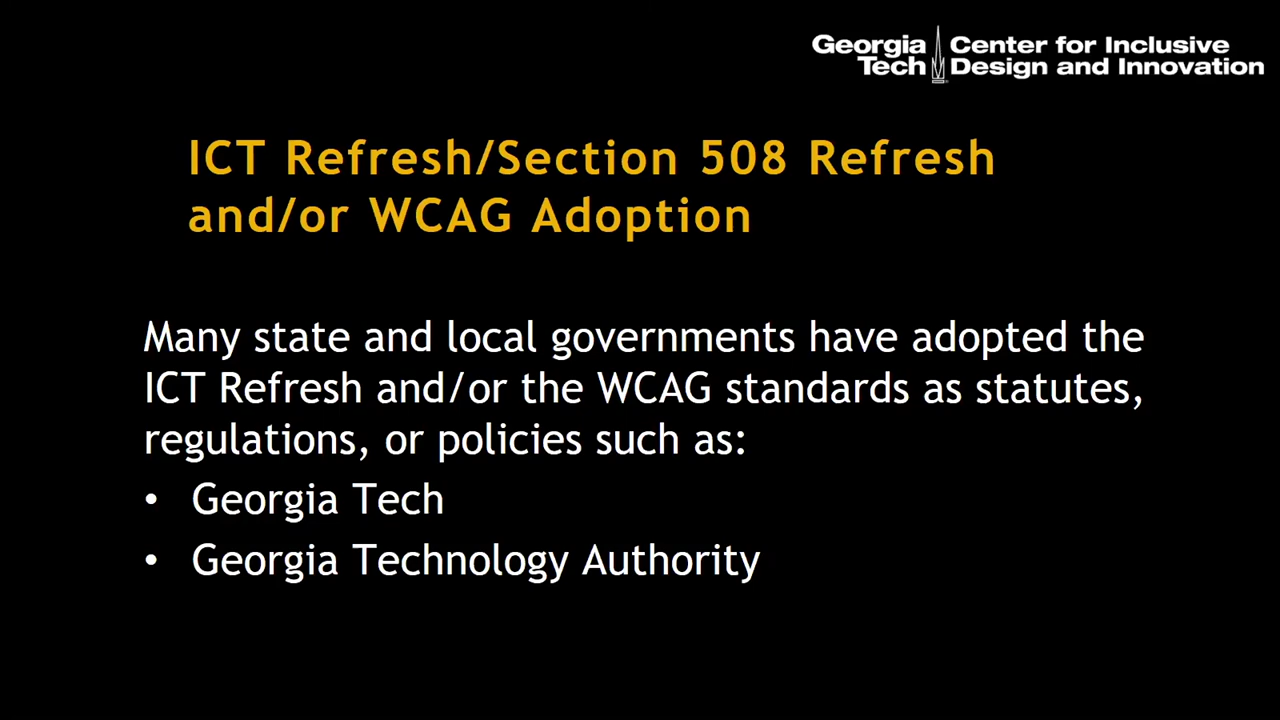 Georgia Tech
Center for Inclusive Design and Innovation
ICT Refresh/Section 508 Refresh
and/or WCAG Adoption
Many state and local governments have adopted the
ICT Refresh and/or the WCAG standards as statutes,
regulations, or policies such as:
• Georgia Tech
• Georgia Technology Authority